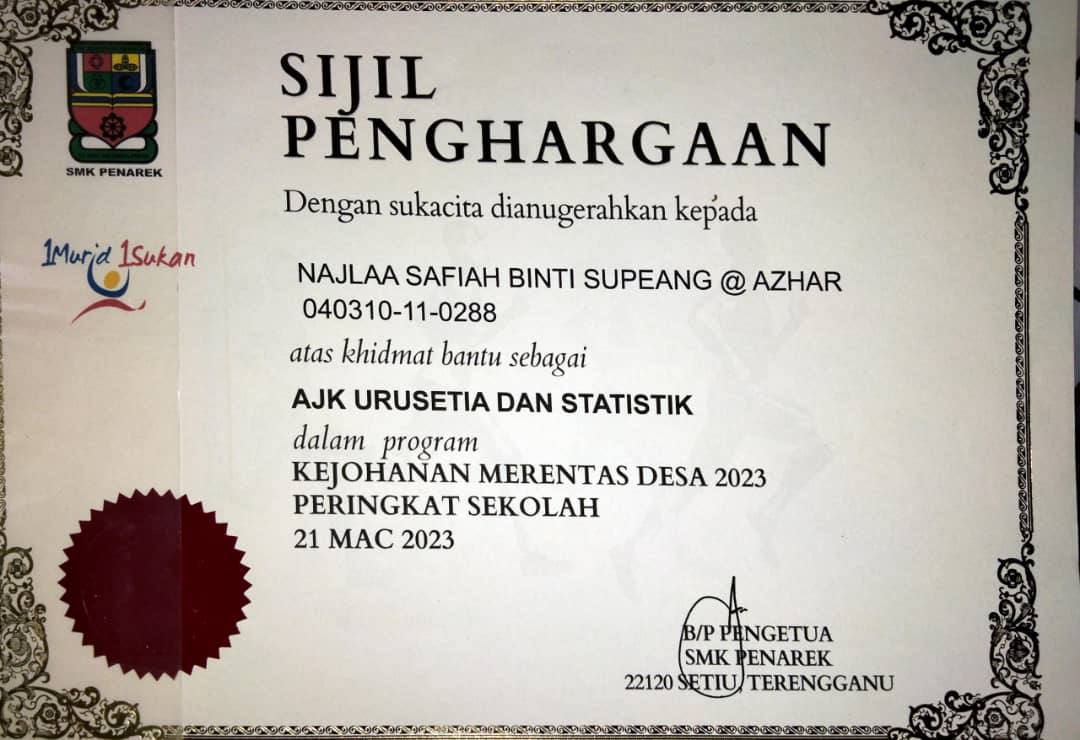 SIJIL
PENGHARGAAN
SMK PENAREK
Dengan sukacita dianugerahkan kepada
1Murid 1Sukan
NAJLAA SAFIAH BINTI SUPEANG @ AZHAR
040310-11-0288
atas khidmat bantu sebagai
AJK URUSETIA DAN STATISTIK
dalam program
KEJOHANAN MERENTAS DESA 2023
PERINGKAT SEKOLAH
21 MAC 2023
B/P PENGETUA
SMK PENAREK
22120 SETIU, TERENGGANU